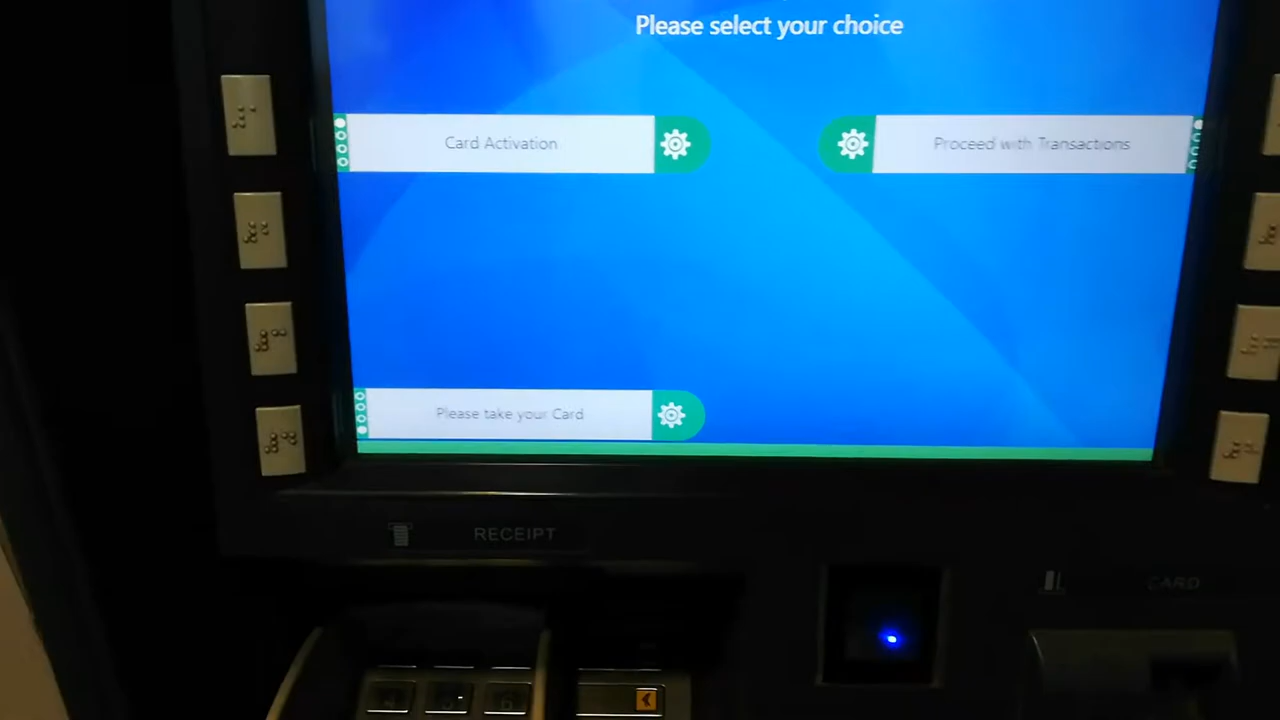 Please select your choice
Card Activation
Proceed with Transactions
Please take your Card
RECEIPT
CARD